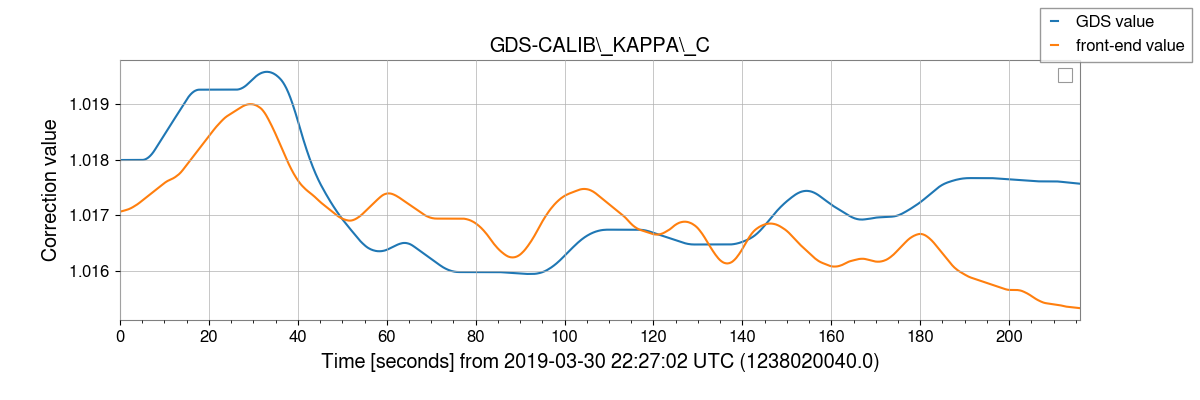 GDS value
front-end value
GDS-CALIB\_KAPPA\_C
Correction value
1.019
1.018
1.017
1.016
0 20 40 60 80 100 120 140 160 180 200
Time [seconds] from 2019-03-30 22:27:02 UTC (1238020040.0)